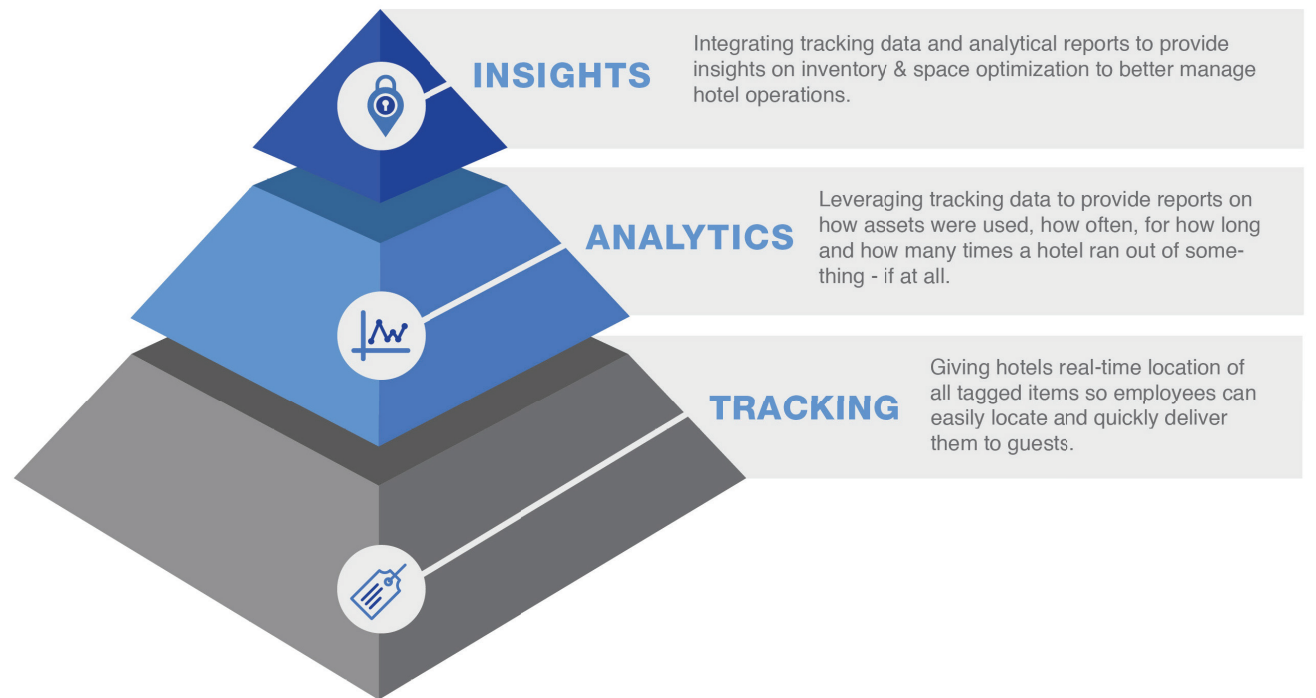 INSIGHTS
Integrating tracking data and analytical reports to provide
insights on inventory & space optimization to better manage
hotel operations.
ANALYTICS
Leveraging tracking data to provide reports on
how assets were used, how often, for how long
and how many times a hotel ran out of some-
thing - if at all.
TRACKING
Giving hotels real-time location of
all tagged items so employees can
easily locate and quickly deliver
them to guests.